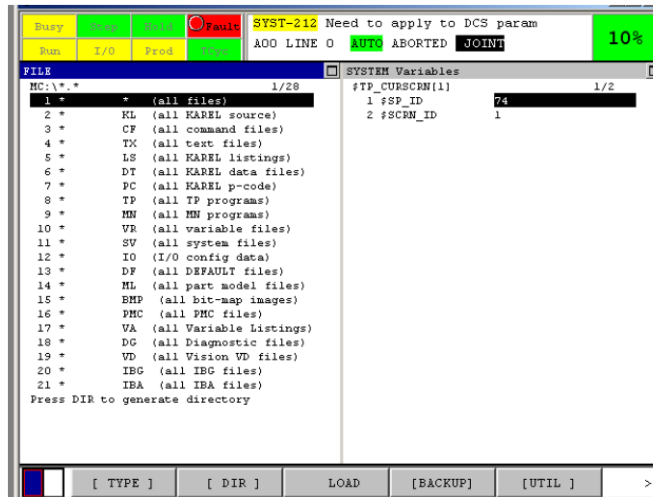 Busy Step Hold Fault SYST-212 Need to apply to DCS param
Run I/O Prod TCyc AOO LINE O AUTO ABORTED JOINT 10%
FILE
MC:\*.* 1/28
1 * * (all files)
2 * KL (all KAREL source)
3 * CF (all command files)
4 * TX (all text files)
5 * LS (all KAREL listings)
6 * DT (all KAREL data files)
7 * PC (all KAREL p-code)
8 * TP (all TP programs)
9 * MN (all MN programs)
10 * VR (all variable files)
11 * SV (all system files)
12 * IO (I/O config data)
13 * DF (all DEFAULT files)
14 * ML (all part model files)
15 * BMP (all bit-map images)
16 * PMC (all PMC files)
17 * VA (all Variable Listings)
18 * DG (all Diagnostic files)
19 * VD (all Vision VD files)
20 * IBG (all IBG files)
21 * IBA (all IBA files)
Press DIR to generate directory
SYSTEM Variables
$TP_CURSCRN[1] 1/2
1 $SP_ID 74
2 $SCRN_ID 1
[ TYPE ] [ DIR ] LOAD [BACKUP] [UTIL ] >